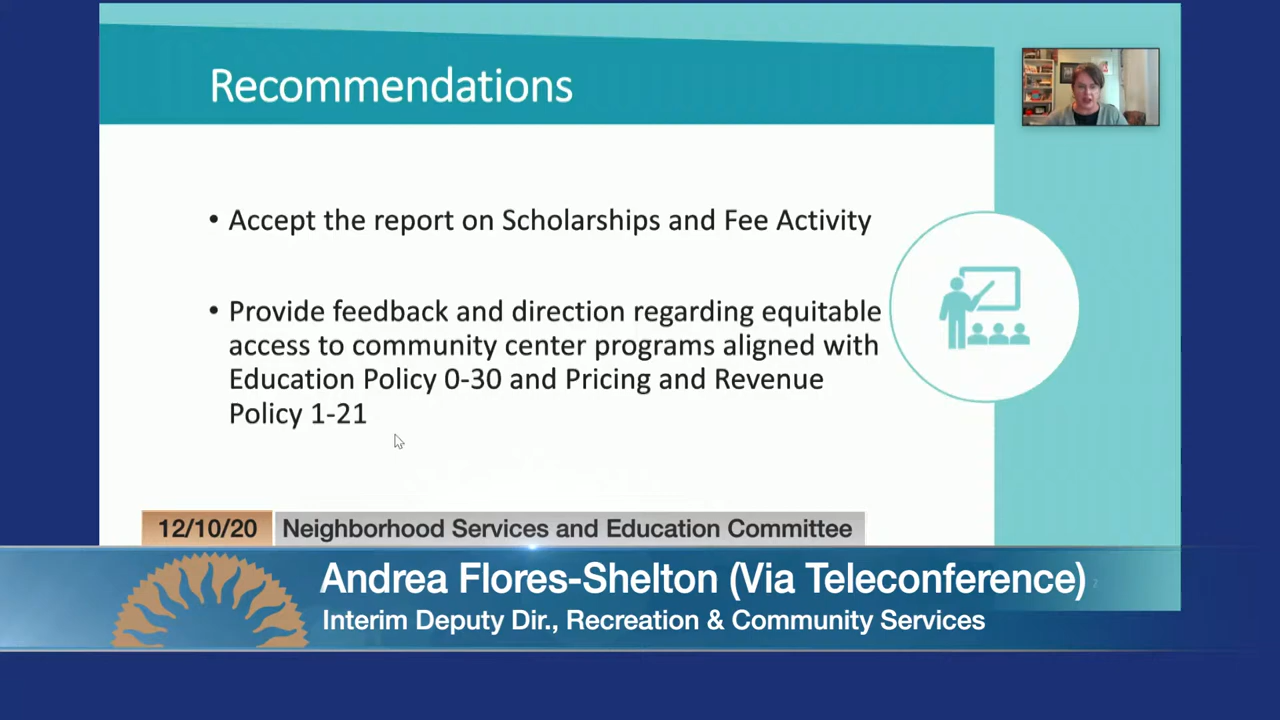 Recommendations
• Accept the report on Scholarships and Fee Activity
• Provide feedback and direction regarding equitable
access to community center programs aligned with
Education Policy 0-30 and Pricing and Revenue
Policy 1-21
12/10/20 Neighborhood Services and Education Committee
Andrea Flores-Shelton (Via Teleconference)
2
Interim Deputy Dir., Recreation & Community Services